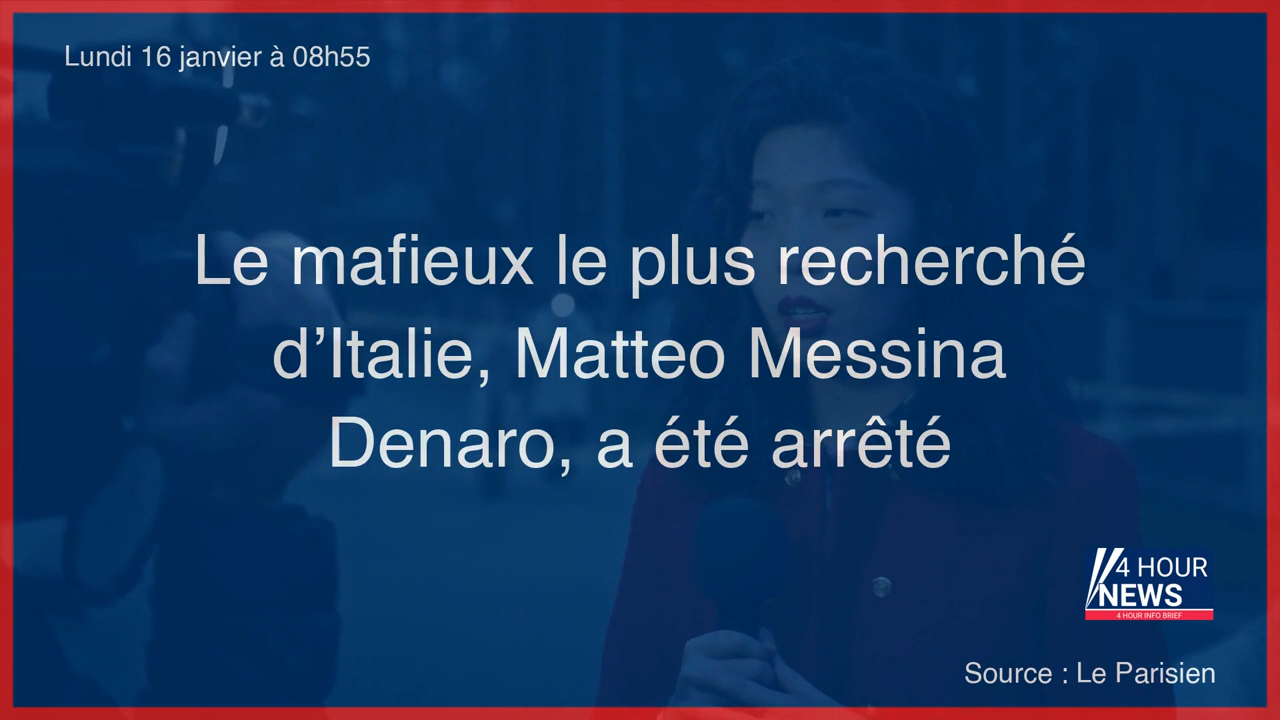 Lundi 16 janvier à 08h55
Le mafieux le plus recherché
d’Italie, Matteo Messina
Denaro, a été arrêté
4 HOUR
NEWS
4 HOUR INFO BRIEF
Source : Le Parisien